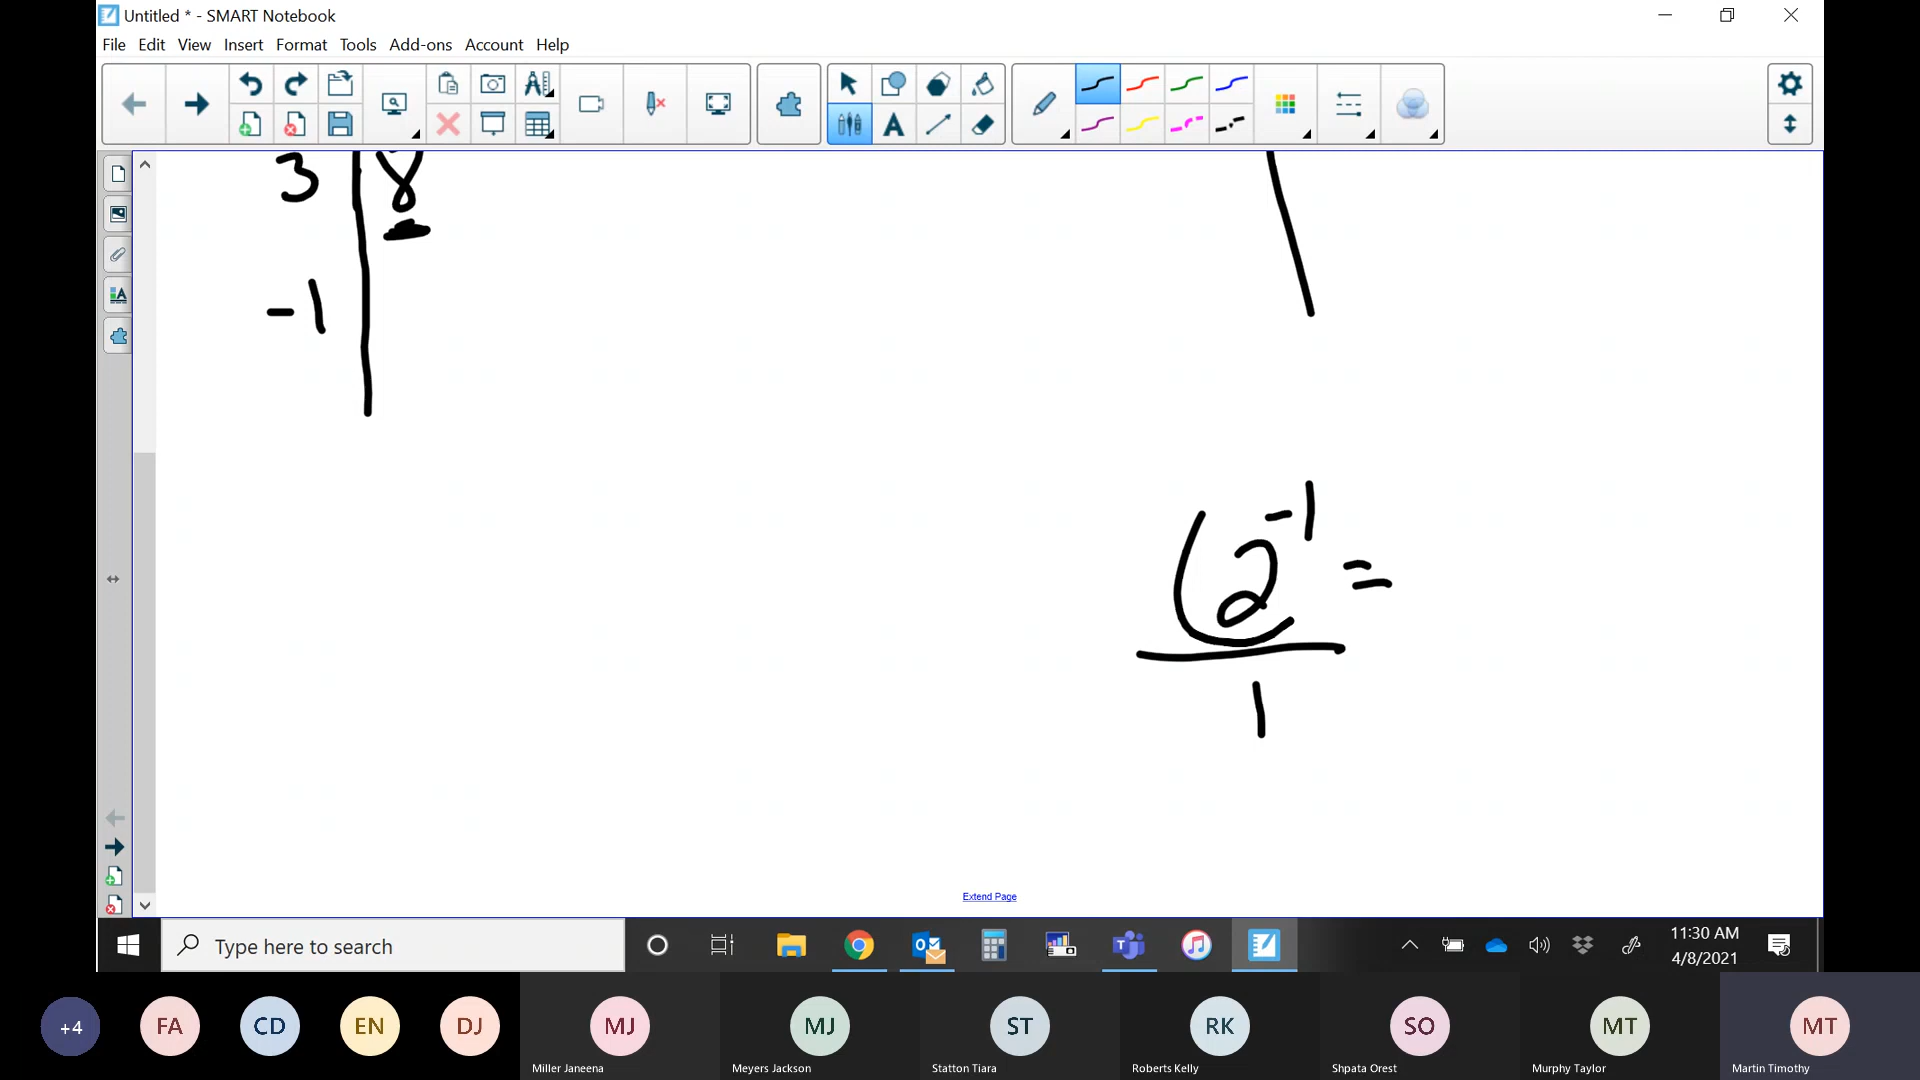 Untitled * - SMART Notebook
File Edit View Insert Format Tools Add-ons Account Help
3 8
-1
(2⁻¹ =
1
Extend Page
Type here to search
11:30 AM
4/8/2021
+4 FA CD EN DJ MJ MJ ST RK SO MT MT
Miller Janeena Meyers Jackson Statton Tiara Roberts Kelly Shpata Orest Murphy Taylor Martin Timothy